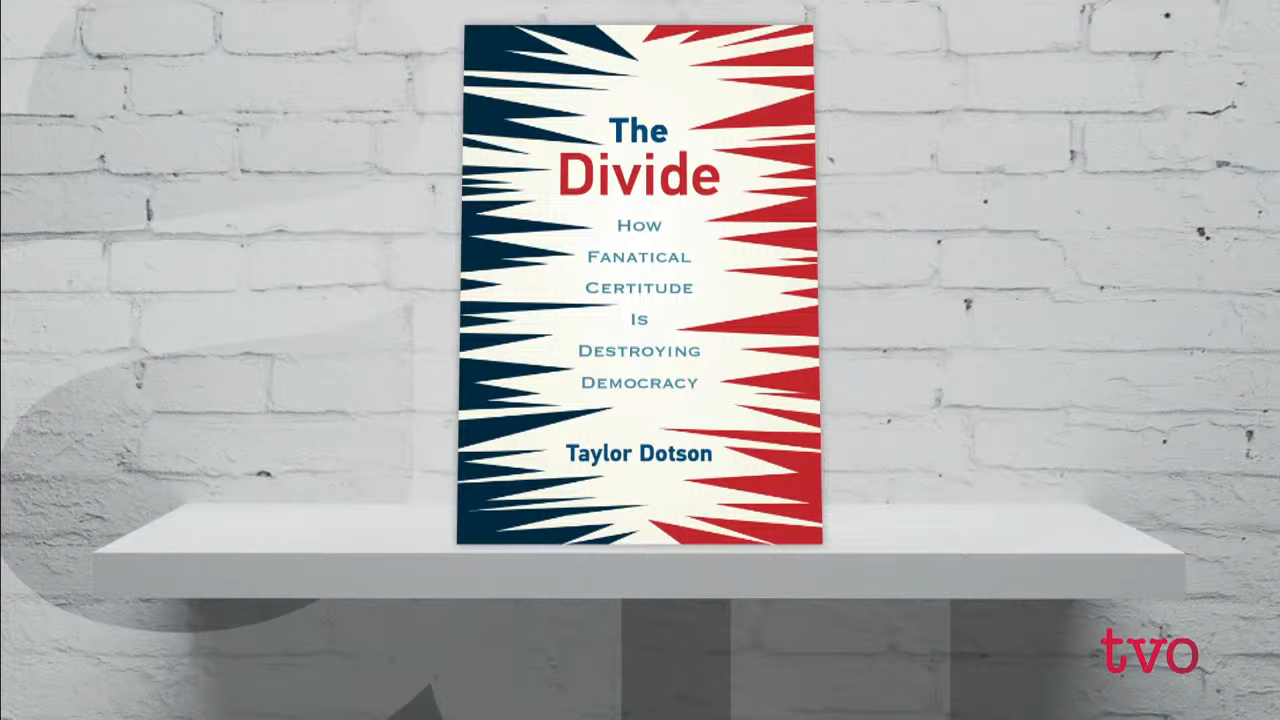 The
Divide
How
Fanatical
Certitude
Is
Destroying
Democracy
Taylor Dotson
tvo